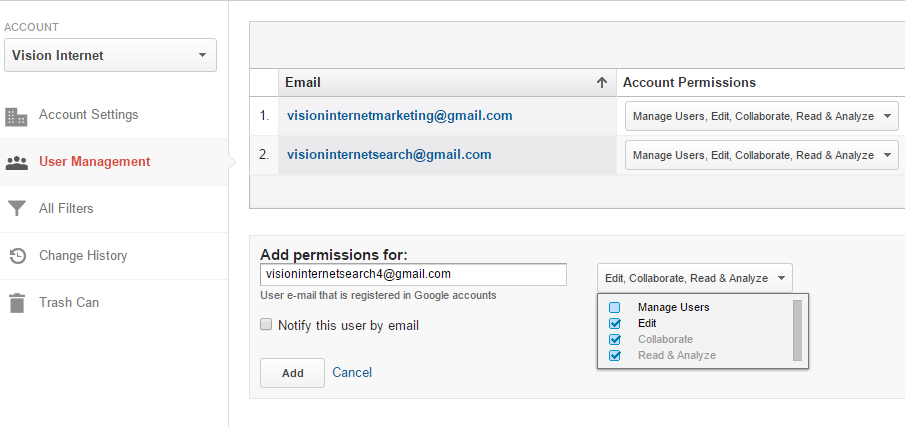 ACCOUNT
Vision Internet
Account Settings
User Management
All Filters
Change History
Trash Can
Email Account Permissions
1. visioninternetmarketing@gmail.com Manage Users, Edit, Collaborate, Read & Analyze
2. visioninternetsearch@gmail.com Manage Users, Edit, Collaborate, Read & Analyze
Add permissions for:
visioninternetsearch4@gmail.com Edit, Collaborate, Read & Analyze
User e-mail that is registered in Google accounts
Manage Users
Edit
Collaborate
Read & Analyze
Notify this user by email
Add Cancel